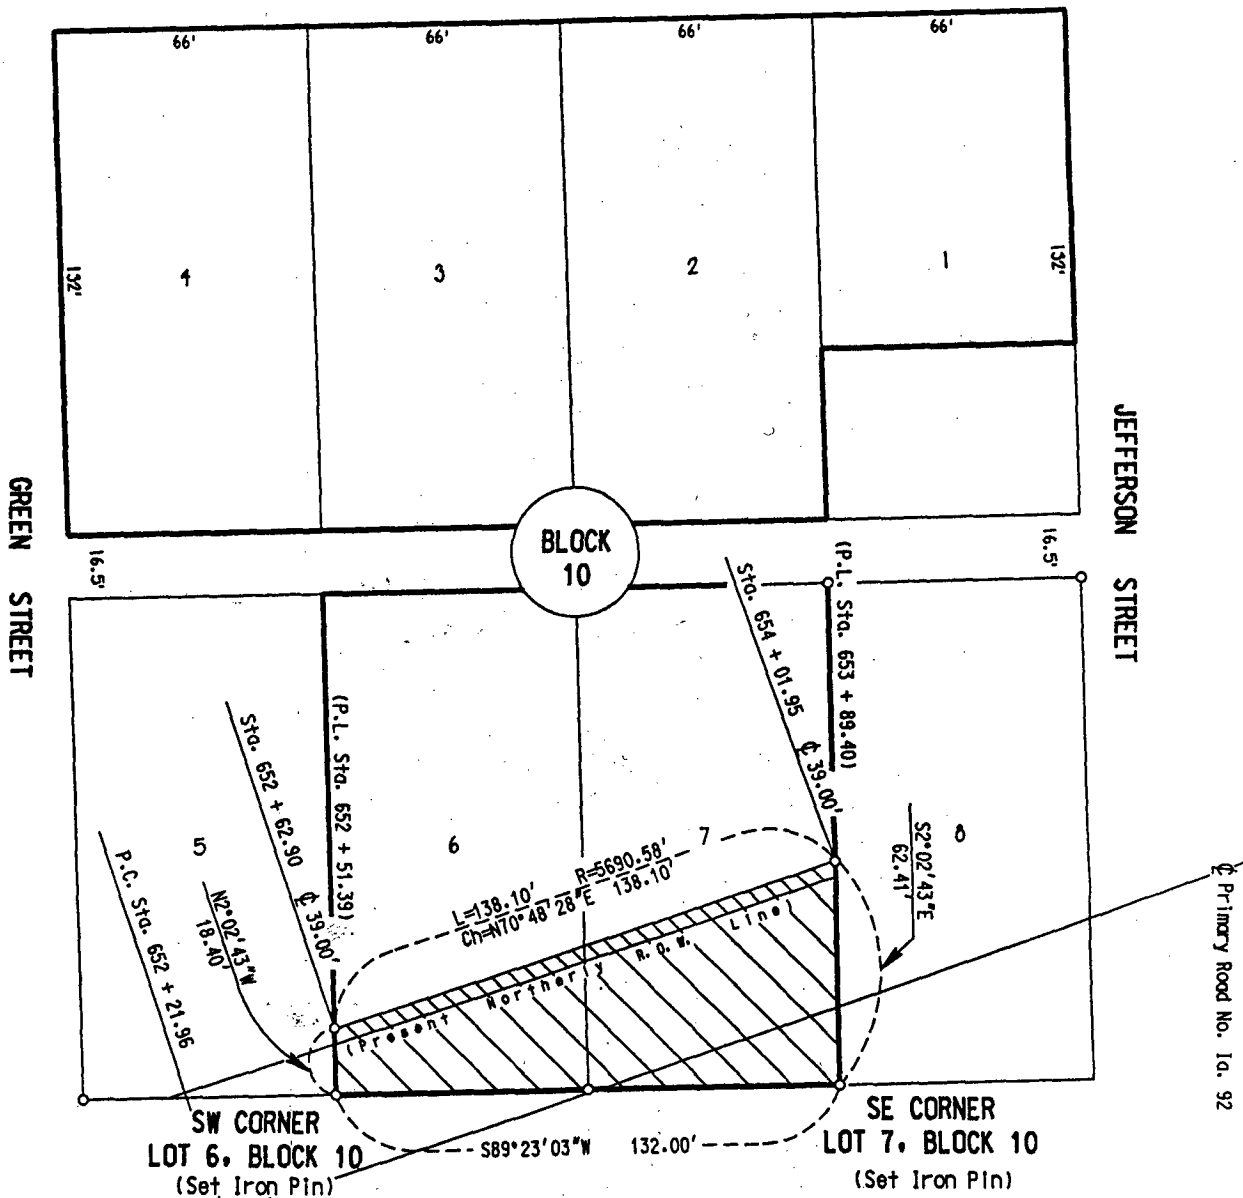 66'
66'
66'
66'
132'
4
3
2
1
132'
JEFFERSON STREET
GREEN STREET
16.5'
BLOCK
10
16.5'
(P.L. Sta. 653 + 89.40)
Sta. 654 + 01.95 ℄ 39.00'
(P.L. Sta. 652 + 51.39)
Sta. 652 + 62.90 ℄ 39.00'
P.C. Sta. 652 + 21.96
5
6
7
8
L=138.10' R=5690.58'
Ch=N70°48'28"E 138.10'
S2°02'43"E
62.41'
N2°02'43"W
18.40'
(Present Northerly R.O.W. Line)
℄ Primary Road No. Ia. 92
SW CORNER
LOT 6, BLOCK 10
(Set Iron Pin)
S89°23'03"W 132.00'
SE CORNER
LOT 7, BLOCK 10
(Set Iron Pin)